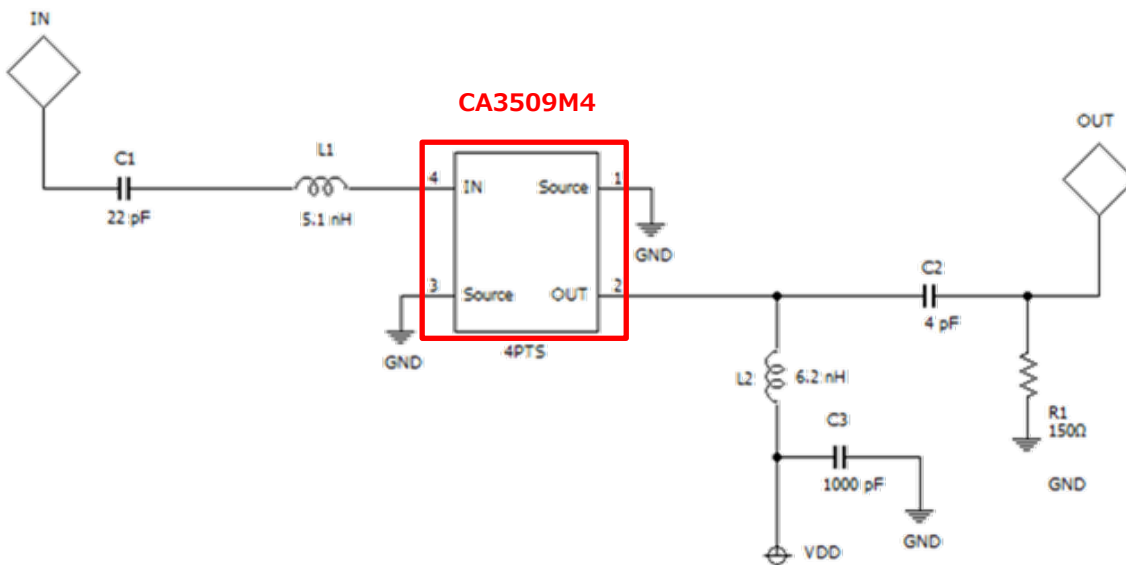 IN
CA3509M4
OUT
C1
22 pF
L1
5.1 nH
4
IN
Source
1
GND
3
Source
OUT
2
GND
4PTS
C2
4 pF
L2
6.2 nH
C3
1000 pF
GND
VDD
R1
150Ω
GND